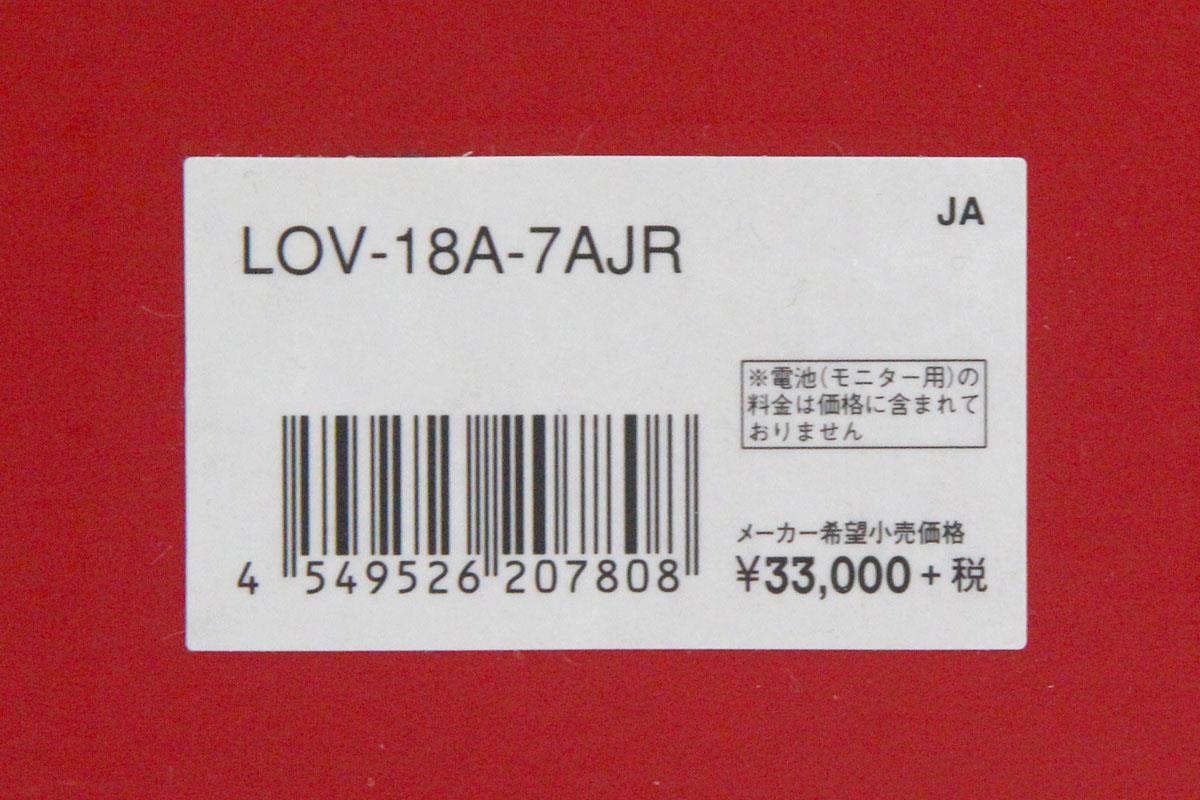 JA
LOV-18A-7AJR
※電池(モニター用)の
料金は価格に含まれて
おりません
メーカー希望小売価格
¥33,000+税
4 549526 207808